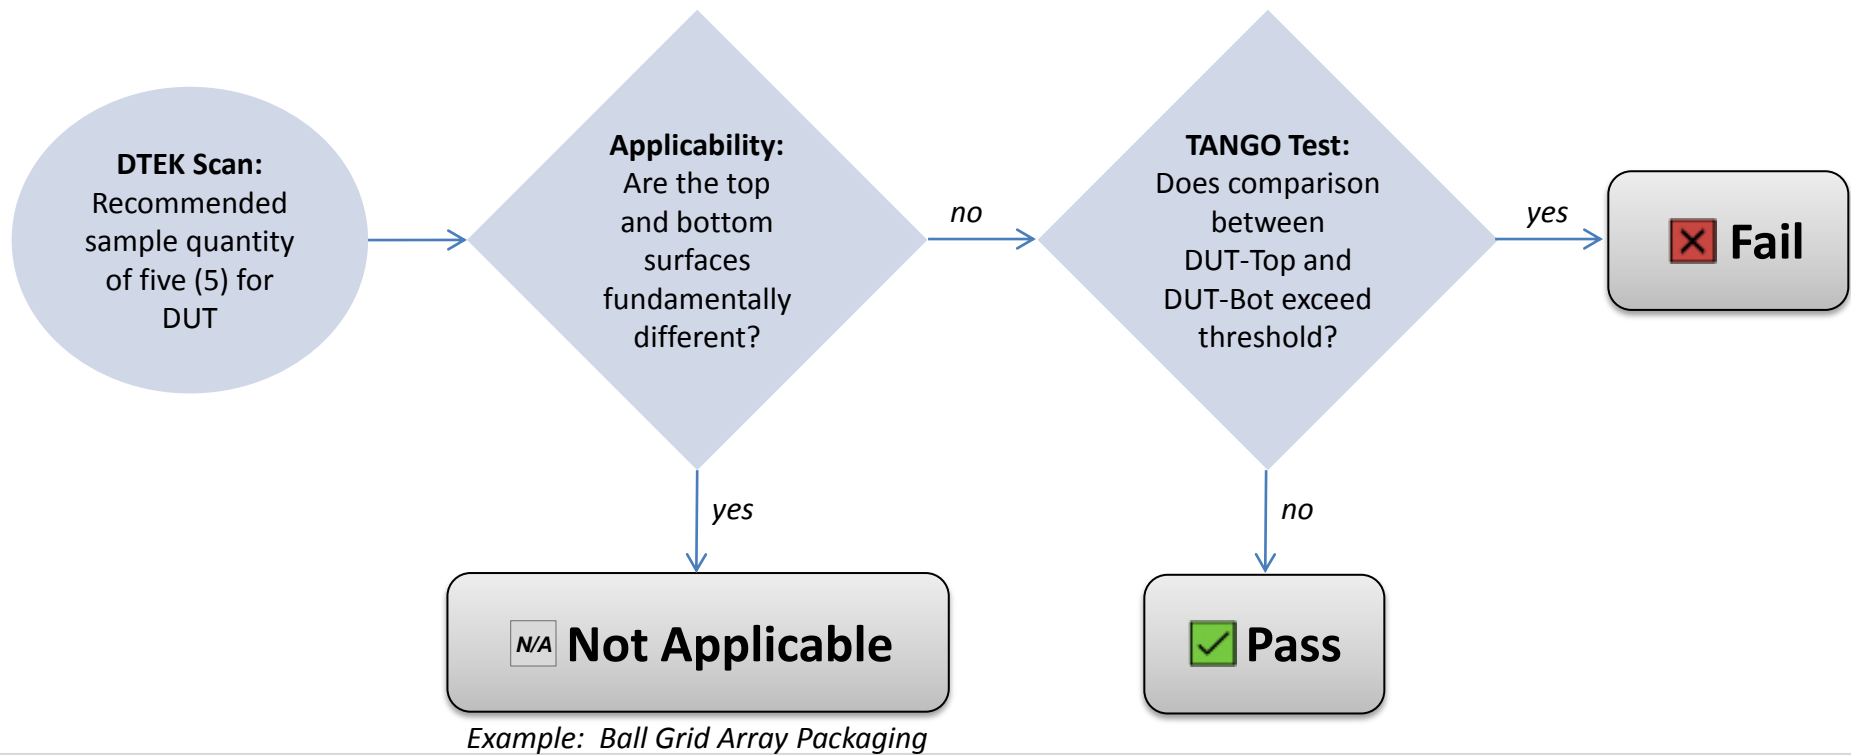 DTEK Scan:
Recommended
sample quantity
of five (5) for
DUT
Applicability:
Are the top
and bottom
surfaces
fundamentally
different?
no
TANGO Test:
Does comparison
between
DUT-Top and
DUT-Bot exceed
threshold?
yes
Fail
yes
no
N/A Not Applicable
Pass
Example: Ball Grid Array Packaging